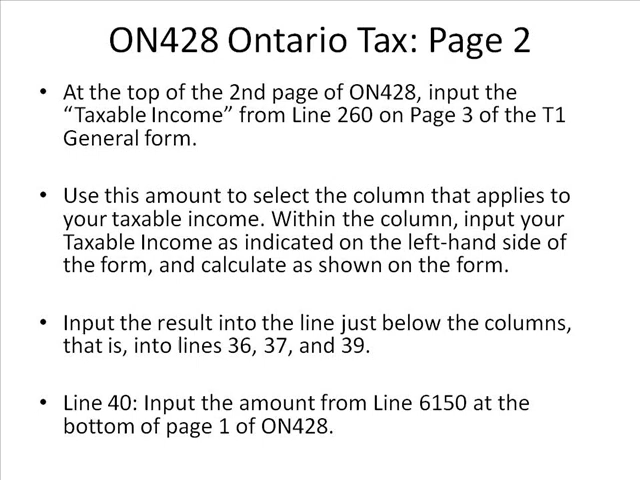 ON428 Ontario Tax: Page 2
• At the top of the 2nd page of ON428, input the
“Taxable Income” from Line 260 on Page 3 of the T1
General form.
• Use this amount to select the column that applies to
your taxable income. Within the column, input your
Taxable Income as indicated on the left-hand side of
the form, and calculate as shown on the form.
• Input the result into the line just below the columns,
that is, into lines 36, 37, and 39.
• Line 40: Input the amount from Line 6150 at the
bottom of page 1 of ON428.